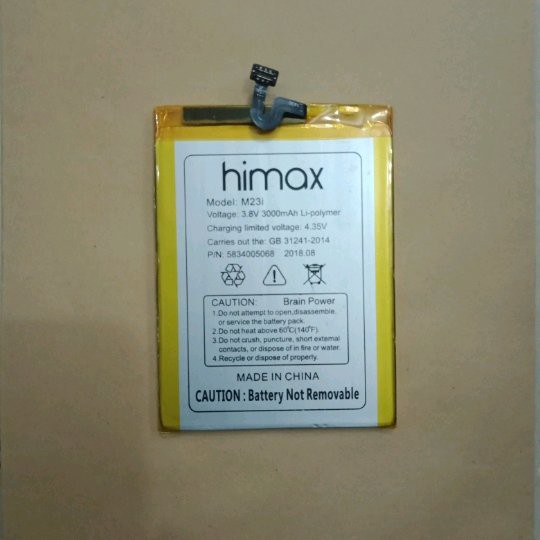 himax
Model: M23i
Voltage: 3.8V 3000mAh Li-polymer
Charging limited voltage: 4.35V
Carries out the: GB 31241-2014
P/N: 5834005068 2018.08
CAUTION: Brain Power
1.Do not attempt to open,disassemble,
or service the battery pack.
2.Do not heat above 60℃(140℉).
3.Do not crush, puncture, short external
contacts, or dispose of in fire or water.
4.Recycle or dispose of properly.
MADE IN CHINA
CAUTION : Battery Not Removable